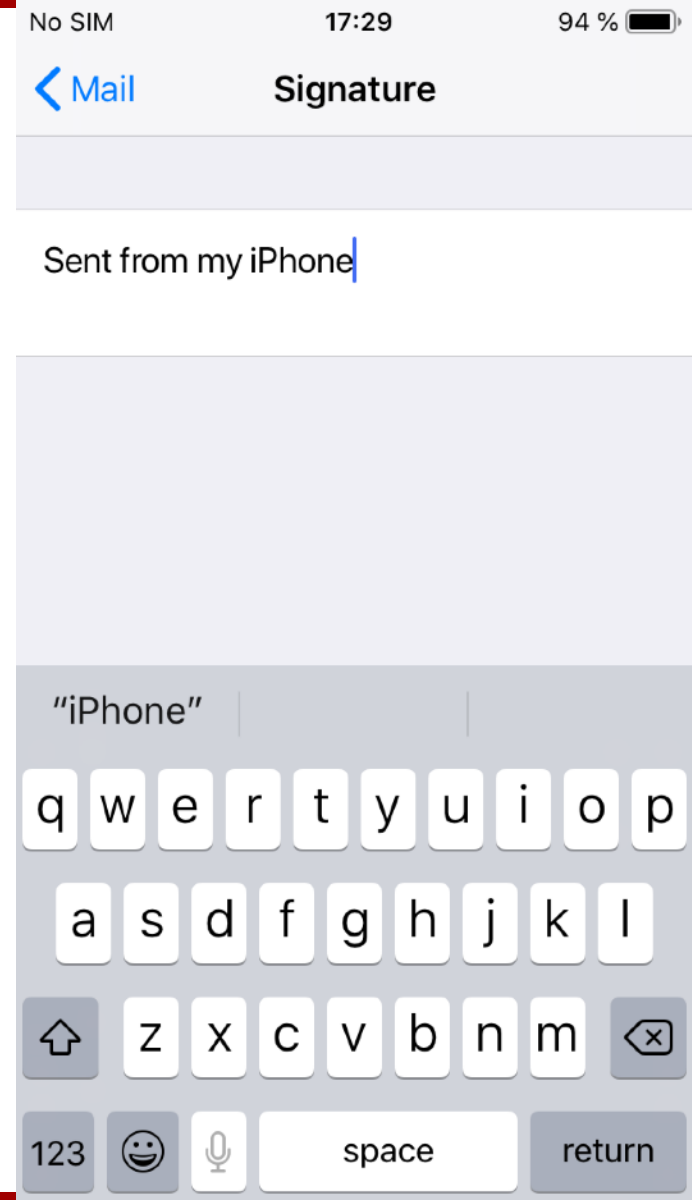 No SIM 17:29 94 %
Mail Signature
Sent from my iPhone
“iPhone”
q w e r t y u i o p
a s d f g h j k l
z x c v b n m
123 space return